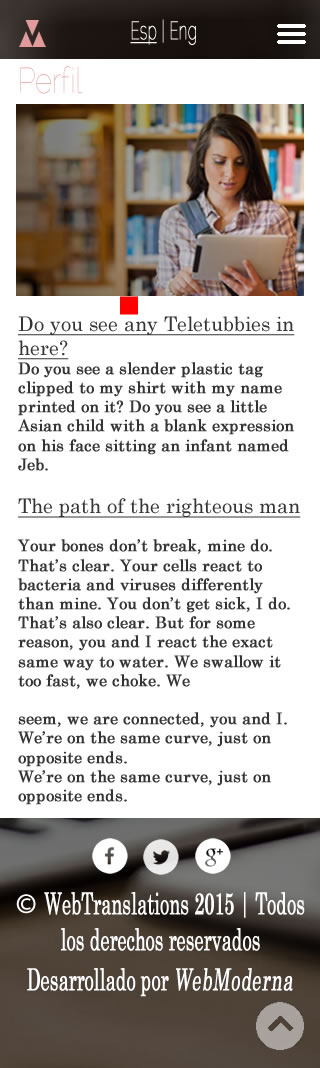 Esp | Eng
Perfil
Do you see any Teletubbies in
here?
Do you see a slender plastic tag
clipped to my shirt with my name
printed on it? Do you see a little
Asian child with a blank expression
on his face sitting an infant named
Jeb.
The path of the righteous man
Your bones don't break, mine do.
That's clear. Your cells react to
bacteria and viruses differently
than mine. You don't get sick, I do.
That's also clear. But for some
reason, you and I react the exact
same way to water. We swallow it
too fast, we choke. We
seem, we are connected, you and I.
We're on the same curve, just on
opposite ends.
We're on the same curve, just on
opposite ends.
f g+
© WebTranslations 2015 | Todos
los derechos reservados
Desarrollado por WebModerna